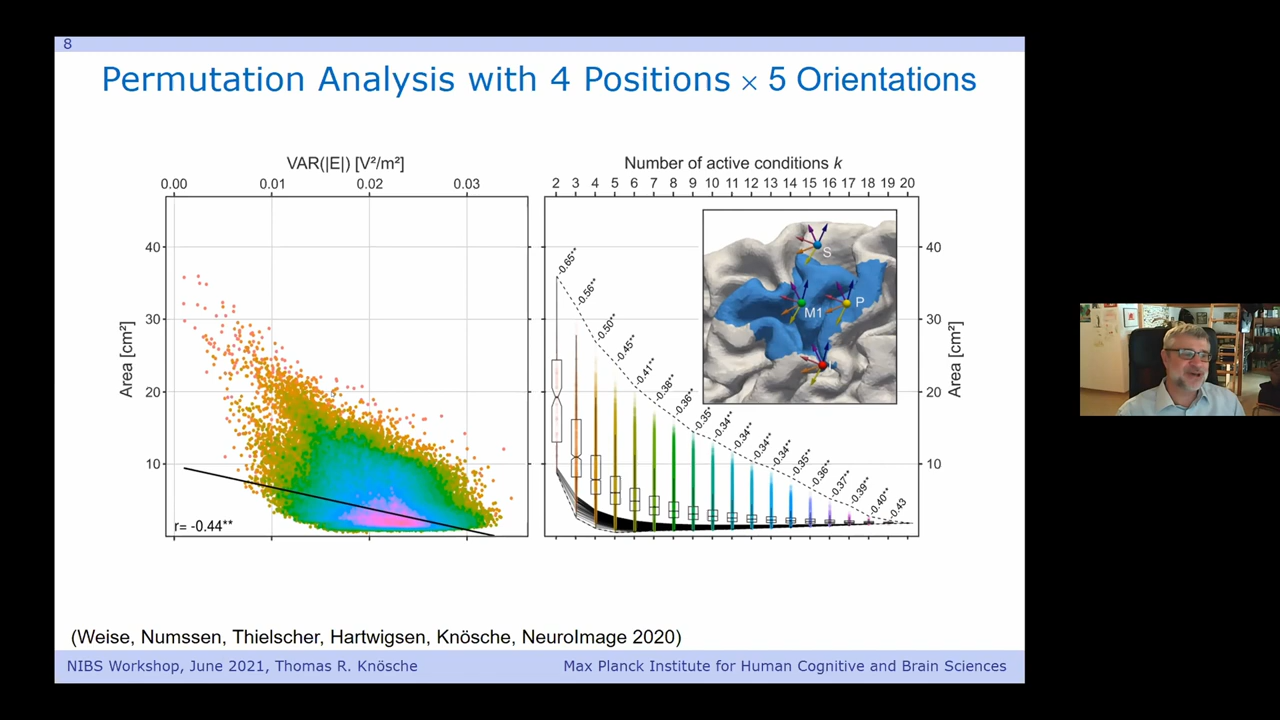 8
Permutation Analysis with 4 Positions × 5 Orientations
VAR(|E|) [V²/m²]
0.00 0.01 0.02 0.03
Area [cm²]
40
30
20
10
r= -0.44**
Number of active conditions k
2 3 4 5 6 7 8 9 10 11 12 13 14 15 16 17 18 19 20
-0.65**
-0.56**
-0.50**
-0.45**
-0.41**
-0.38**
-0.36**
-0.35*
-0.34**
-0.34**
-0.34**
-0.34**
-0.35**
-0.36**
-0.37**
-0.39**
-0.40**
-0.43
S
M1
P
40
30
20
10
Area [cm²]
(Weise, Numssen, Thielscher, Hartwigsen, Knösche, NeuroImage 2020)
NIBS Workshop, June 2021, Thomas R. Knösche
Max Planck Institute for Human Cognitive and Brain Sciences